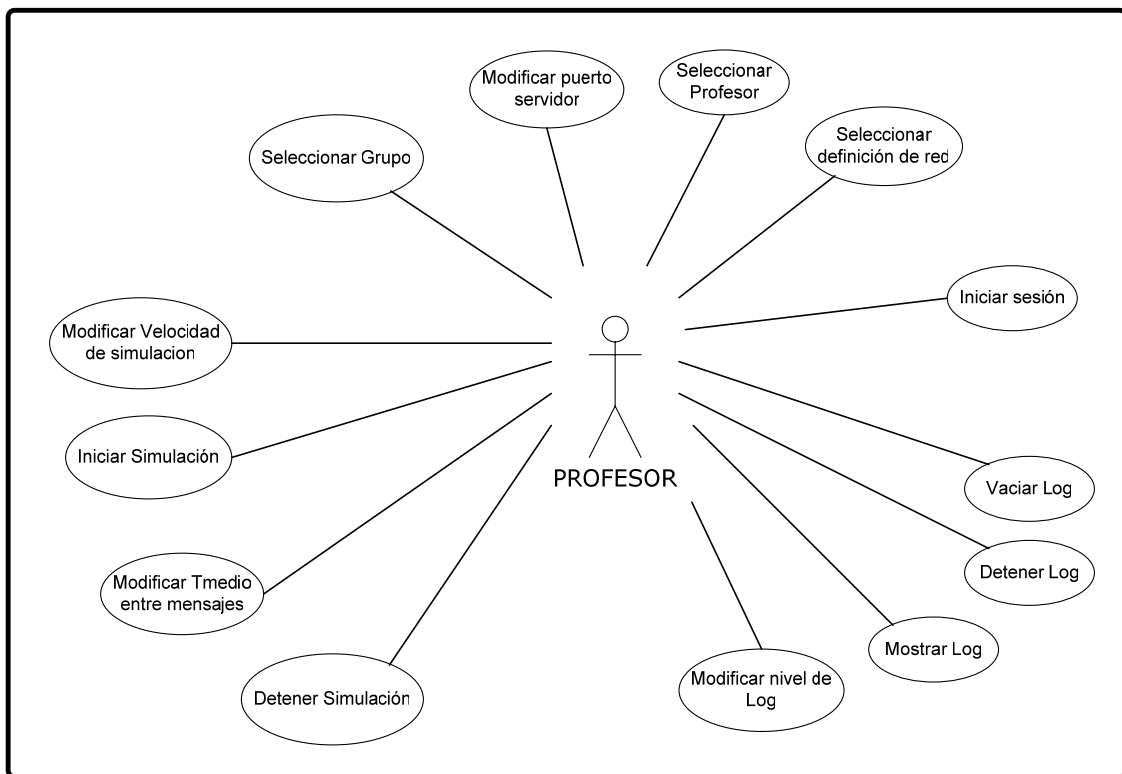 Modificar puerto
servidor
Seleccionar
Profesor
Seleccionar
definición de red
Seleccionar Grupo
Iniciar sesión
Modificar Velocidad
de simulacion
Iniciar Simulación
PROFESOR
Vaciar Log
Detener Log
Modificar Tmedio
entre mensajes
Mostrar Log
Detener Simulación
Modificar nivel de
Log